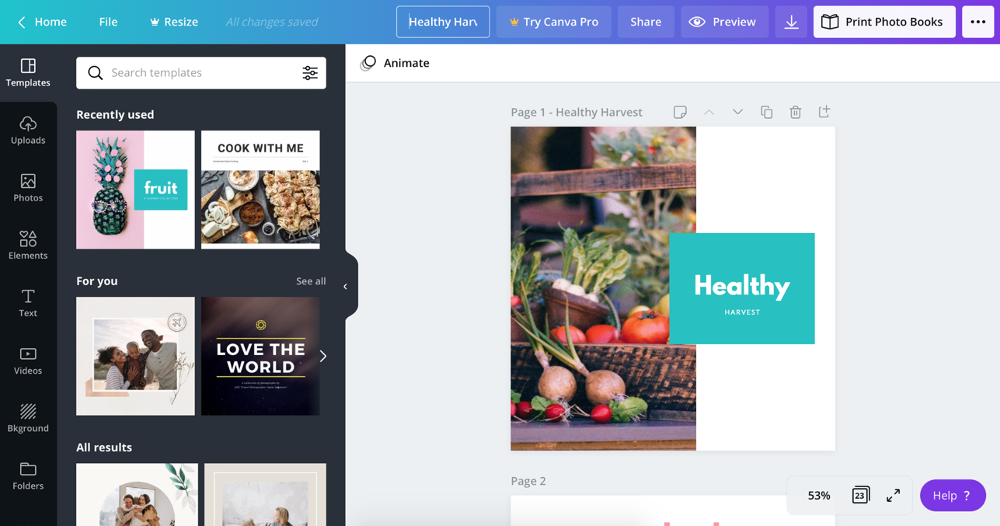 Home
File
Resize
All changes saved
Healthy Harv
Try Canva Pro
Share
Preview
Print Photo Books
Templates
Uploads
Photos
Elements
Text
Videos
Bkground
Folders
Search templates
Recently used
fruit
A SUMMER COLLECTION
COOK WITH ME
For you
See all
LOVE THE
WORLD
All results
Animate
Page 1 - Healthy Harvest
Healthy
HARVEST
Page 2
53%
23
Help ?